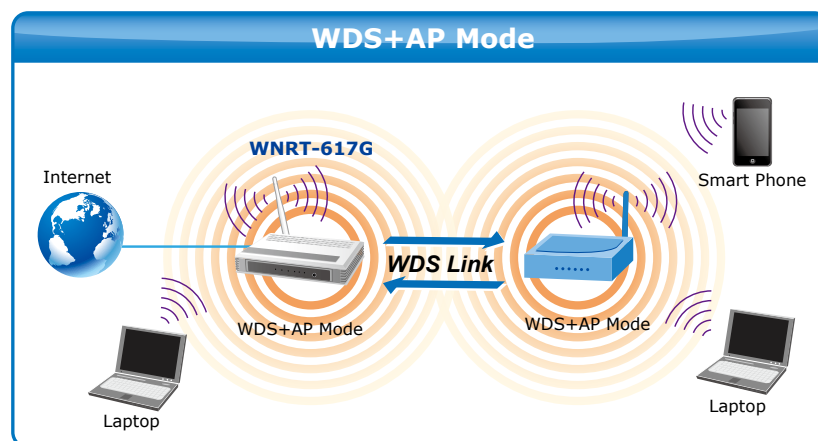 WDS+AP Mode
WNRT-617G
Internet
Smart Phone
WDS Link
WDS+AP Mode
WDS+AP Mode
Laptop
Laptop